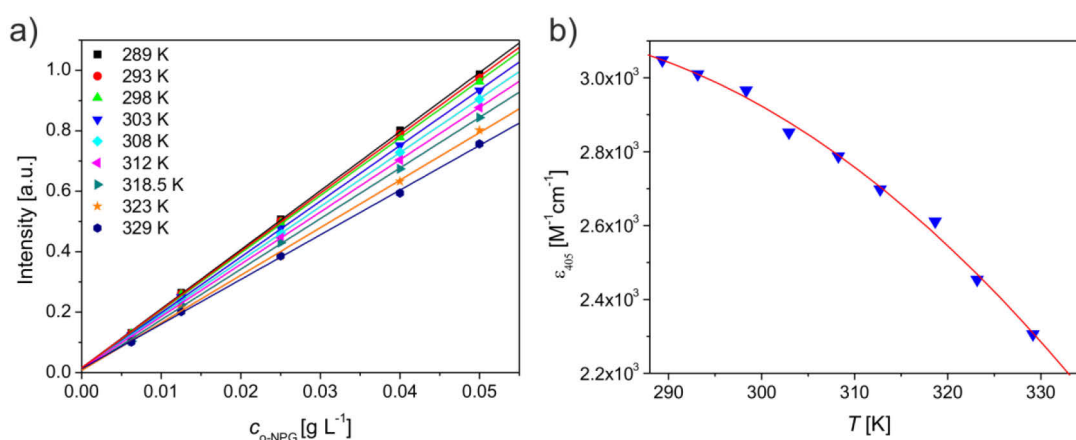 a)
289 K
293 K
298 K
303 K
308 K
312 K
318.5 K
323 K
329 K
Intensity [a.u.]
1.0
0.8
0.6
0.4
0.2
0.0
0.00 0.01 0.02 0.03 0.04 0.05
c o-NPG [g L-1]
b)
ε405 [M-1cm-1]
3.0x10³
2.8x10³
2.6x10³
2.4x10³
2.2x10³
290 300 310 320 330
T [K]